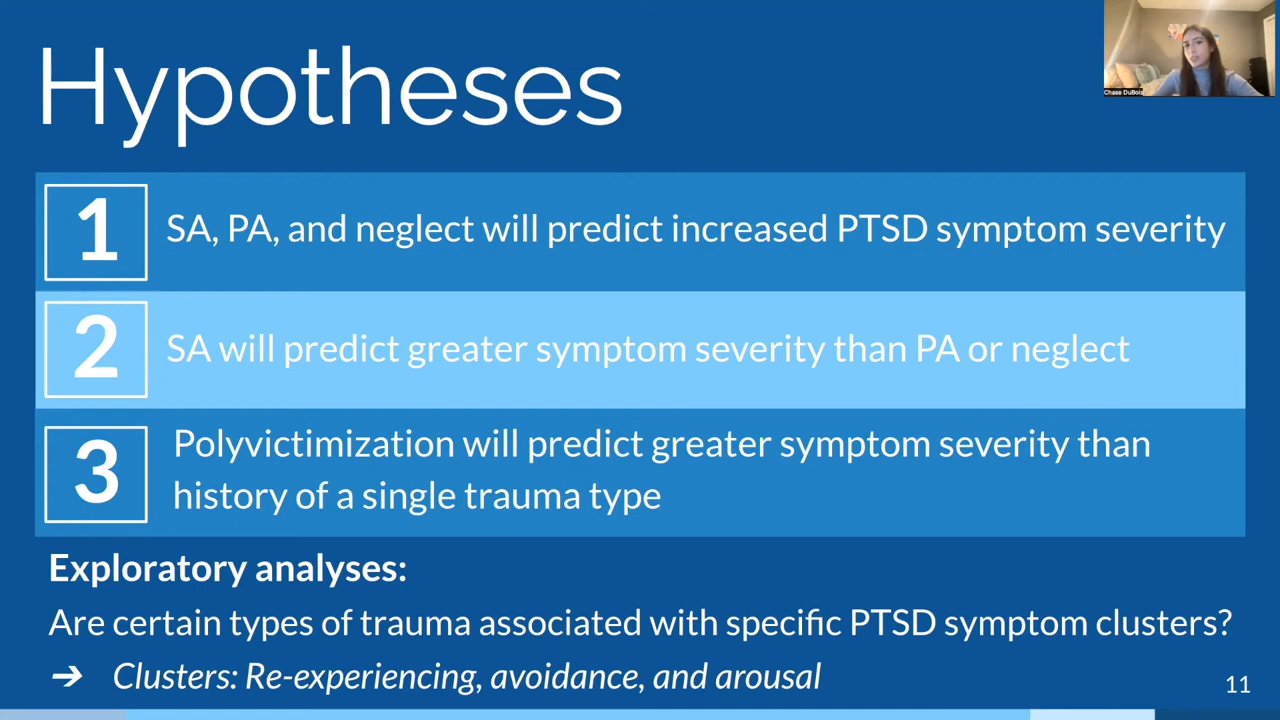 Hypotheses
Chase DuBois
1
SA, PA, and neglect will predict increased PTSD symptom severity
2
SA will predict greater symptom severity than PA or neglect
3
Polyvictimization will predict greater symptom severity than
history of a single trauma type
Exploratory analyses:
Are certain types of trauma associated with specific PTSD symptom clusters?
➔ Clusters: Re-experiencing, avoidance, and arousal
11